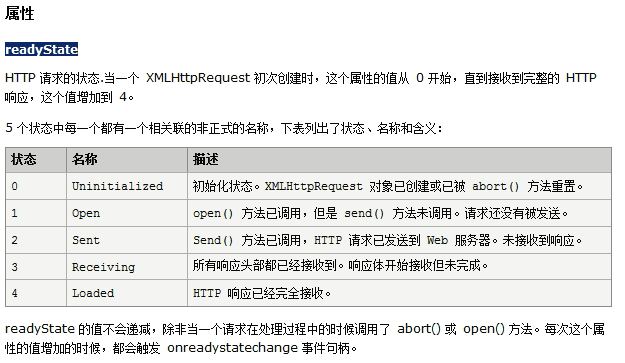 属性
readyState
HTTP 请求的状态.当一个 XMLHttpRequest 初次创建时，这个属性的值从 0 开始，直到接收到完整的 HTTP
响应，这个值增加到 4。
5 个状态中每一个都有一个相关联的非正式的名称，下表列出了状态、名称和含义：
状态 名称 描述
0 Uninitialized 初始化状态。XMLHttpRequest 对象已创建或已被 abort() 方法重置。
1 Open open() 方法已调用，但是 send() 方法未调用。请求还没有被发送。
2 Sent Send() 方法已调用，HTTP 请求已发送到 Web 服务器。未接收到响应。
3 Receiving 所有响应头部都已经接收到。响应体开始接收但未完成。
4 Loaded HTTP 响应已经完全接收。
readyState 的值不会递减，除非当一个请求在处理过程中的时候调用了 abort() 或 open() 方法。每次这个属
性的值增加的时候，都会触发 onreadystatechange 事件句柄。